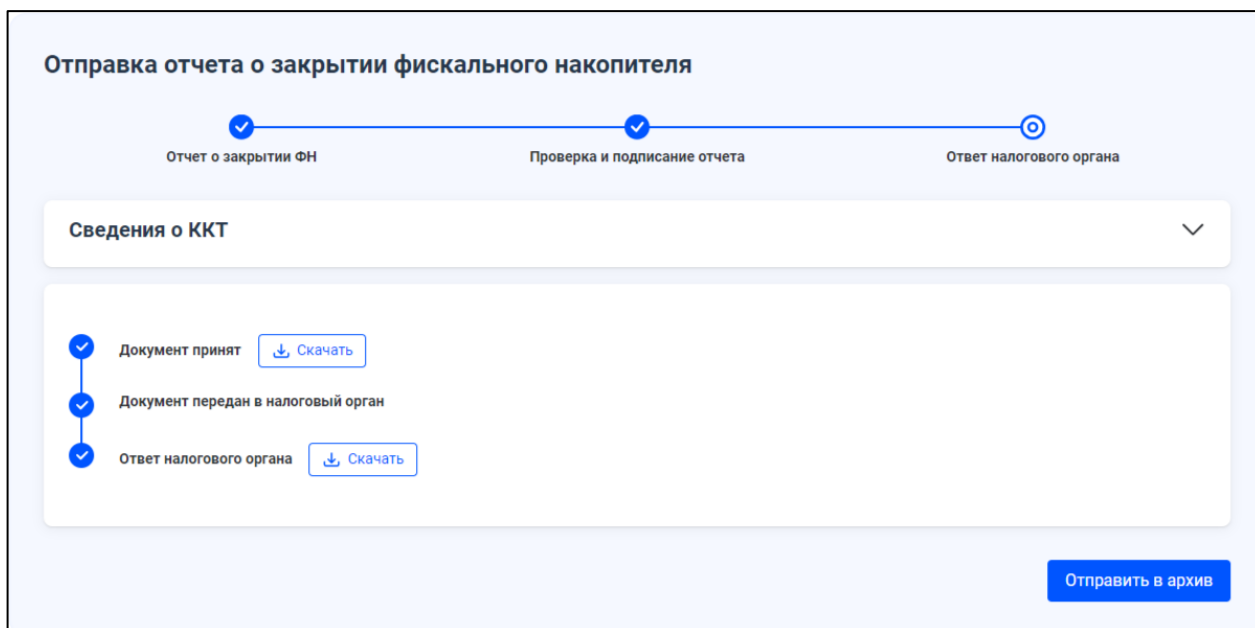 Отправка отчета о закрытии фискального накопителя
Отчет о закрытии ФН
Проверка и подписание отчета
Ответ налогового органа
Сведения о ККТ
Документ принят
Скачать
Документ передан в налоговый орган
Ответ налогового органа
Скачать
Отправить в архив